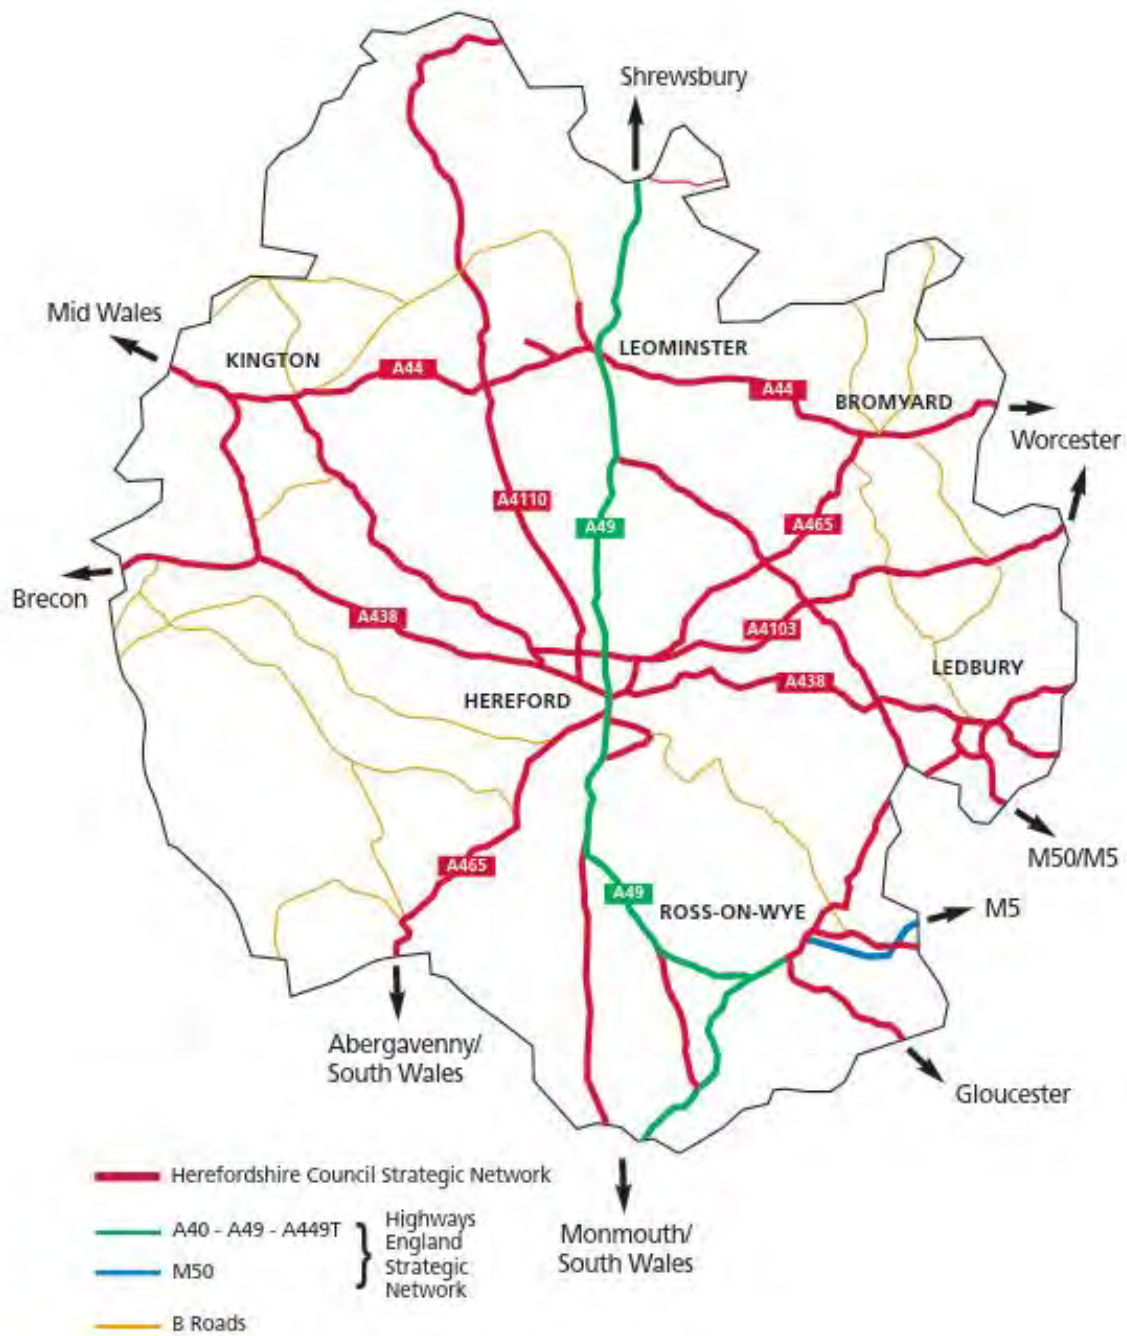 Shrewsbury
Mid Wales
KINGTON
LEOMINSTER
A44
A44
BROMYARD
Worcester
A4110
A49
A465
Brecon
A438
A4103
LEDBURY
A438
HEREFORD
M50/M5
A465
A49
ROSS-ON-WYE
M5
Abergavenny/
South Wales
Gloucester
Herefordshire Council Strategic Network
A40 - A49 - A449T
Highways
England
Strategic
Network
M50
B Roads
Monmouth/
South Wales